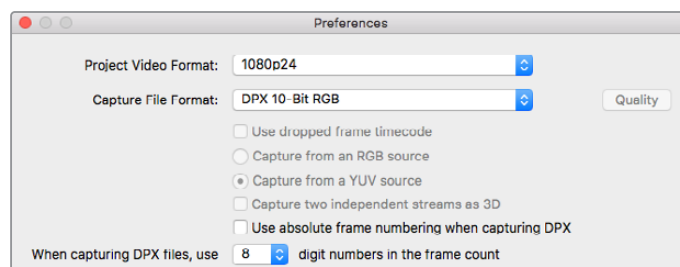 Preferences
Project Video Format: 1080p24
Capture File Format: DPX 10-Bit RGB Quality
Use dropped frame timecode
Capture from an RGB source
Capture from a YUV source
Capture two independent streams as 3D
Use absolute frame numbering when capturing DPX
When capturing DPX files, use 8 digit numbers in the frame count